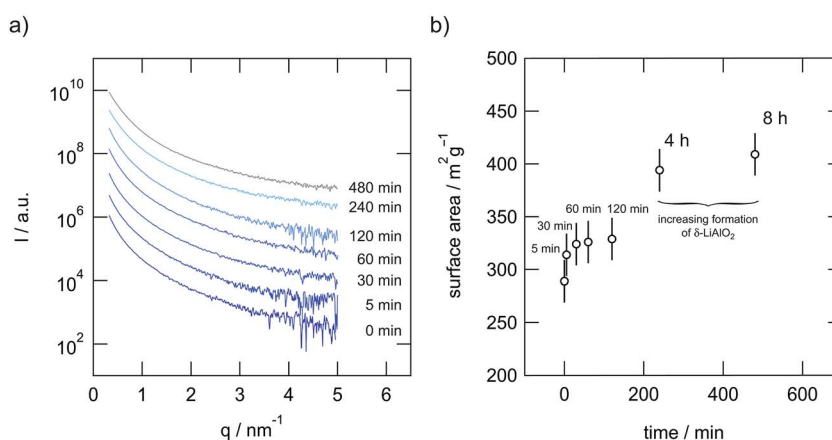 a)
I / a.u.
10^10
10^8
10^6
10^4
10^2
480 min
240 min
120 min
60 min
30 min
5 min
0 min
0 1 2 3 4 5 6
q / nm^-1
b)
surface area / m^2 g^-1
500
450
400
350
300
250
200
4 h
8 h
60 min 120 min
30 min
5 min
increasing formation
of δ-LiAlO2
0 200 400 600
time / min